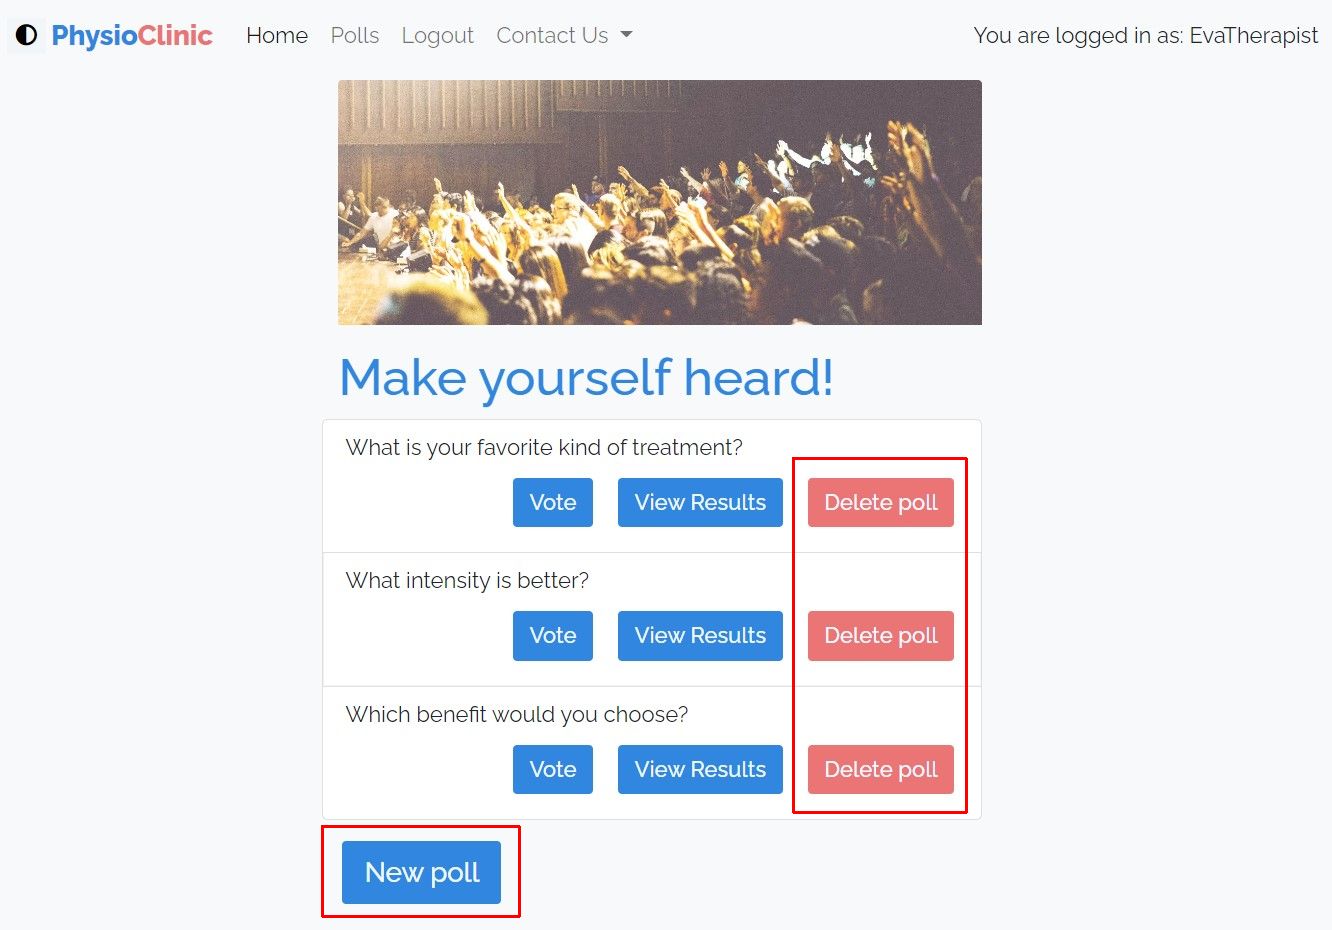 PhysioClinic Home Polls Logout Contact Us You are logged in as: EvaTherapist
Make yourself heard!
What is your favorite kind of treatment?
Vote View Results Delete poll
What intensity is better?
Vote View Results Delete poll
Which benefit would you choose?
Vote View Results Delete poll
New poll